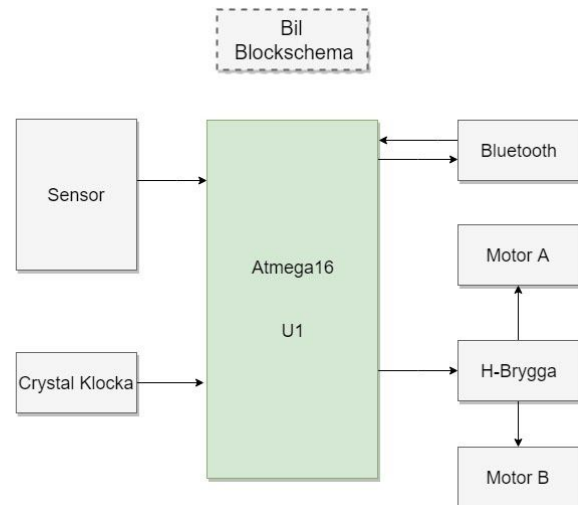 Bil
Blockschema
Sensor
Bluetooth
Motor A
Atmega16
U1
Crystal Klocka
H-Brygga
Motor B